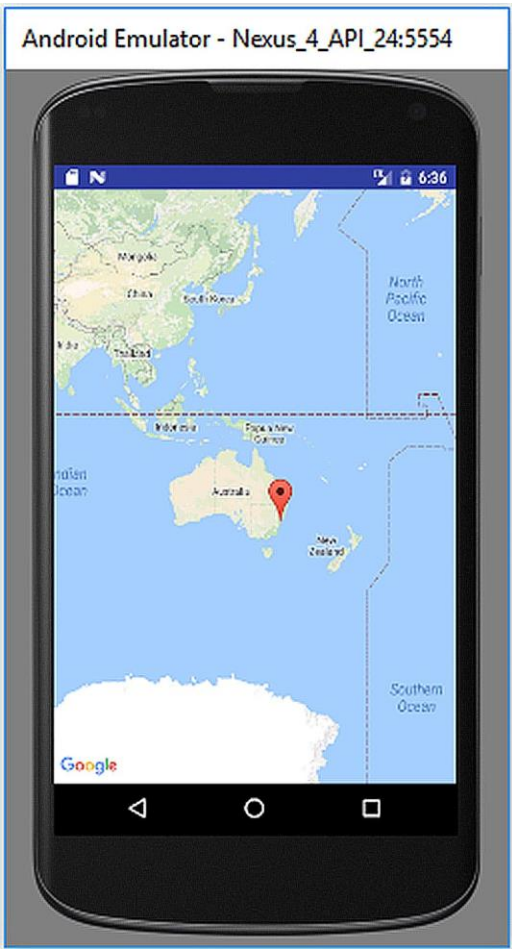 Android Emulator - Nexus_4_API_24:5554
6:36
Mongolia
China
South Korea
India
Thailand
North
Pacific
Ocean
Indonesia
Papua New
Guinea
Indian
Ocean
Australia
New
Zealand
Southern
Ocean
Google